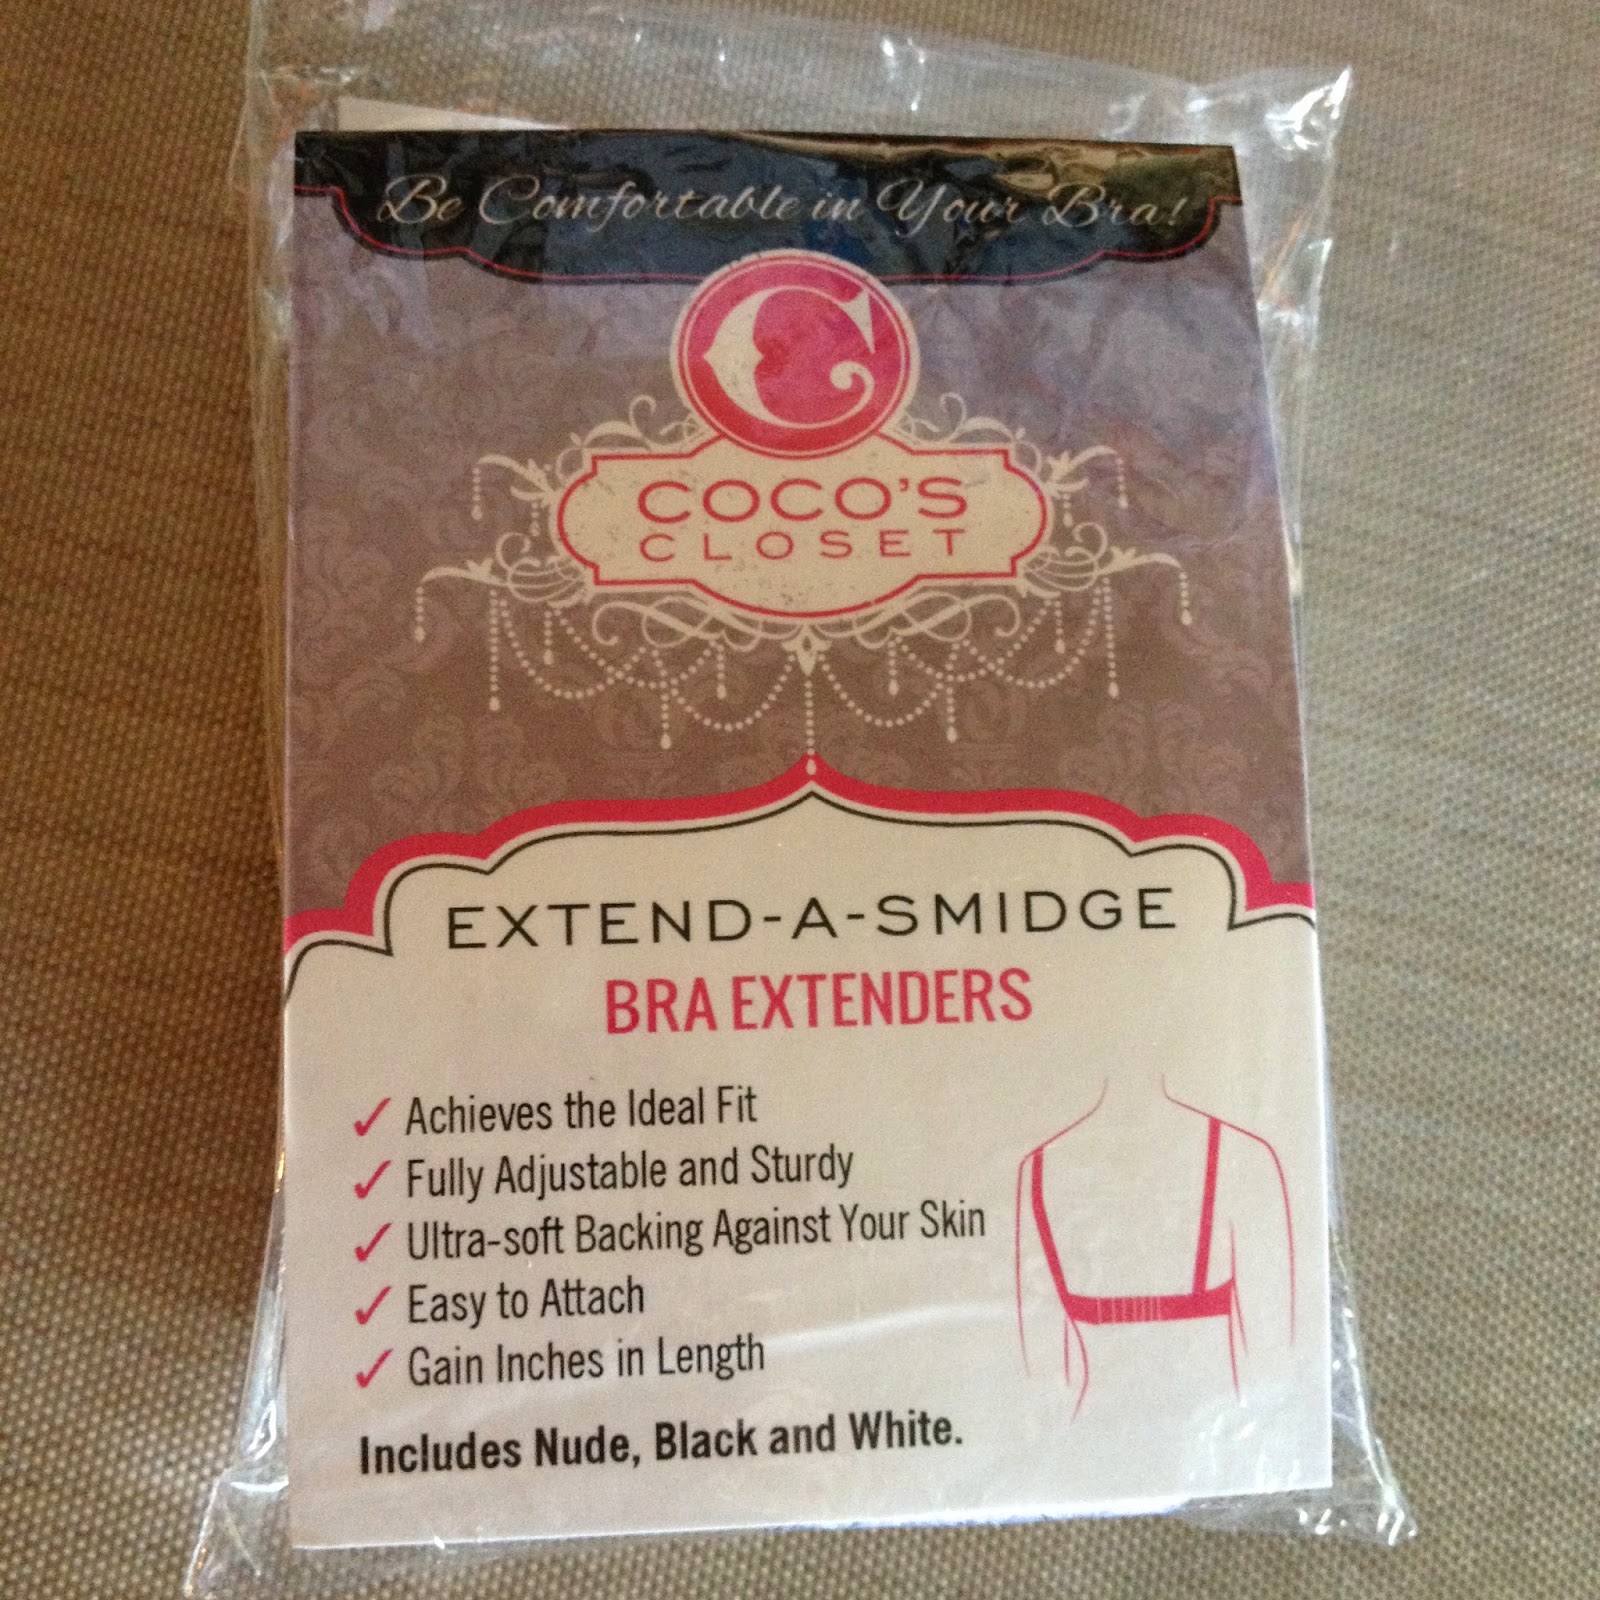 Be Comfortable in Your Bra!
C
COCO'S
CLOSET
EXTEND-A-SMIDGE
BRA EXTENDERS
✓ Achieves the Ideal Fit
✓ Fully Adjustable and Sturdy
✓ Ultra-soft Backing Against Your Skin
✓ Easy to Attach
✓ Gain Inches in Length
Includes Nude, Black and White.